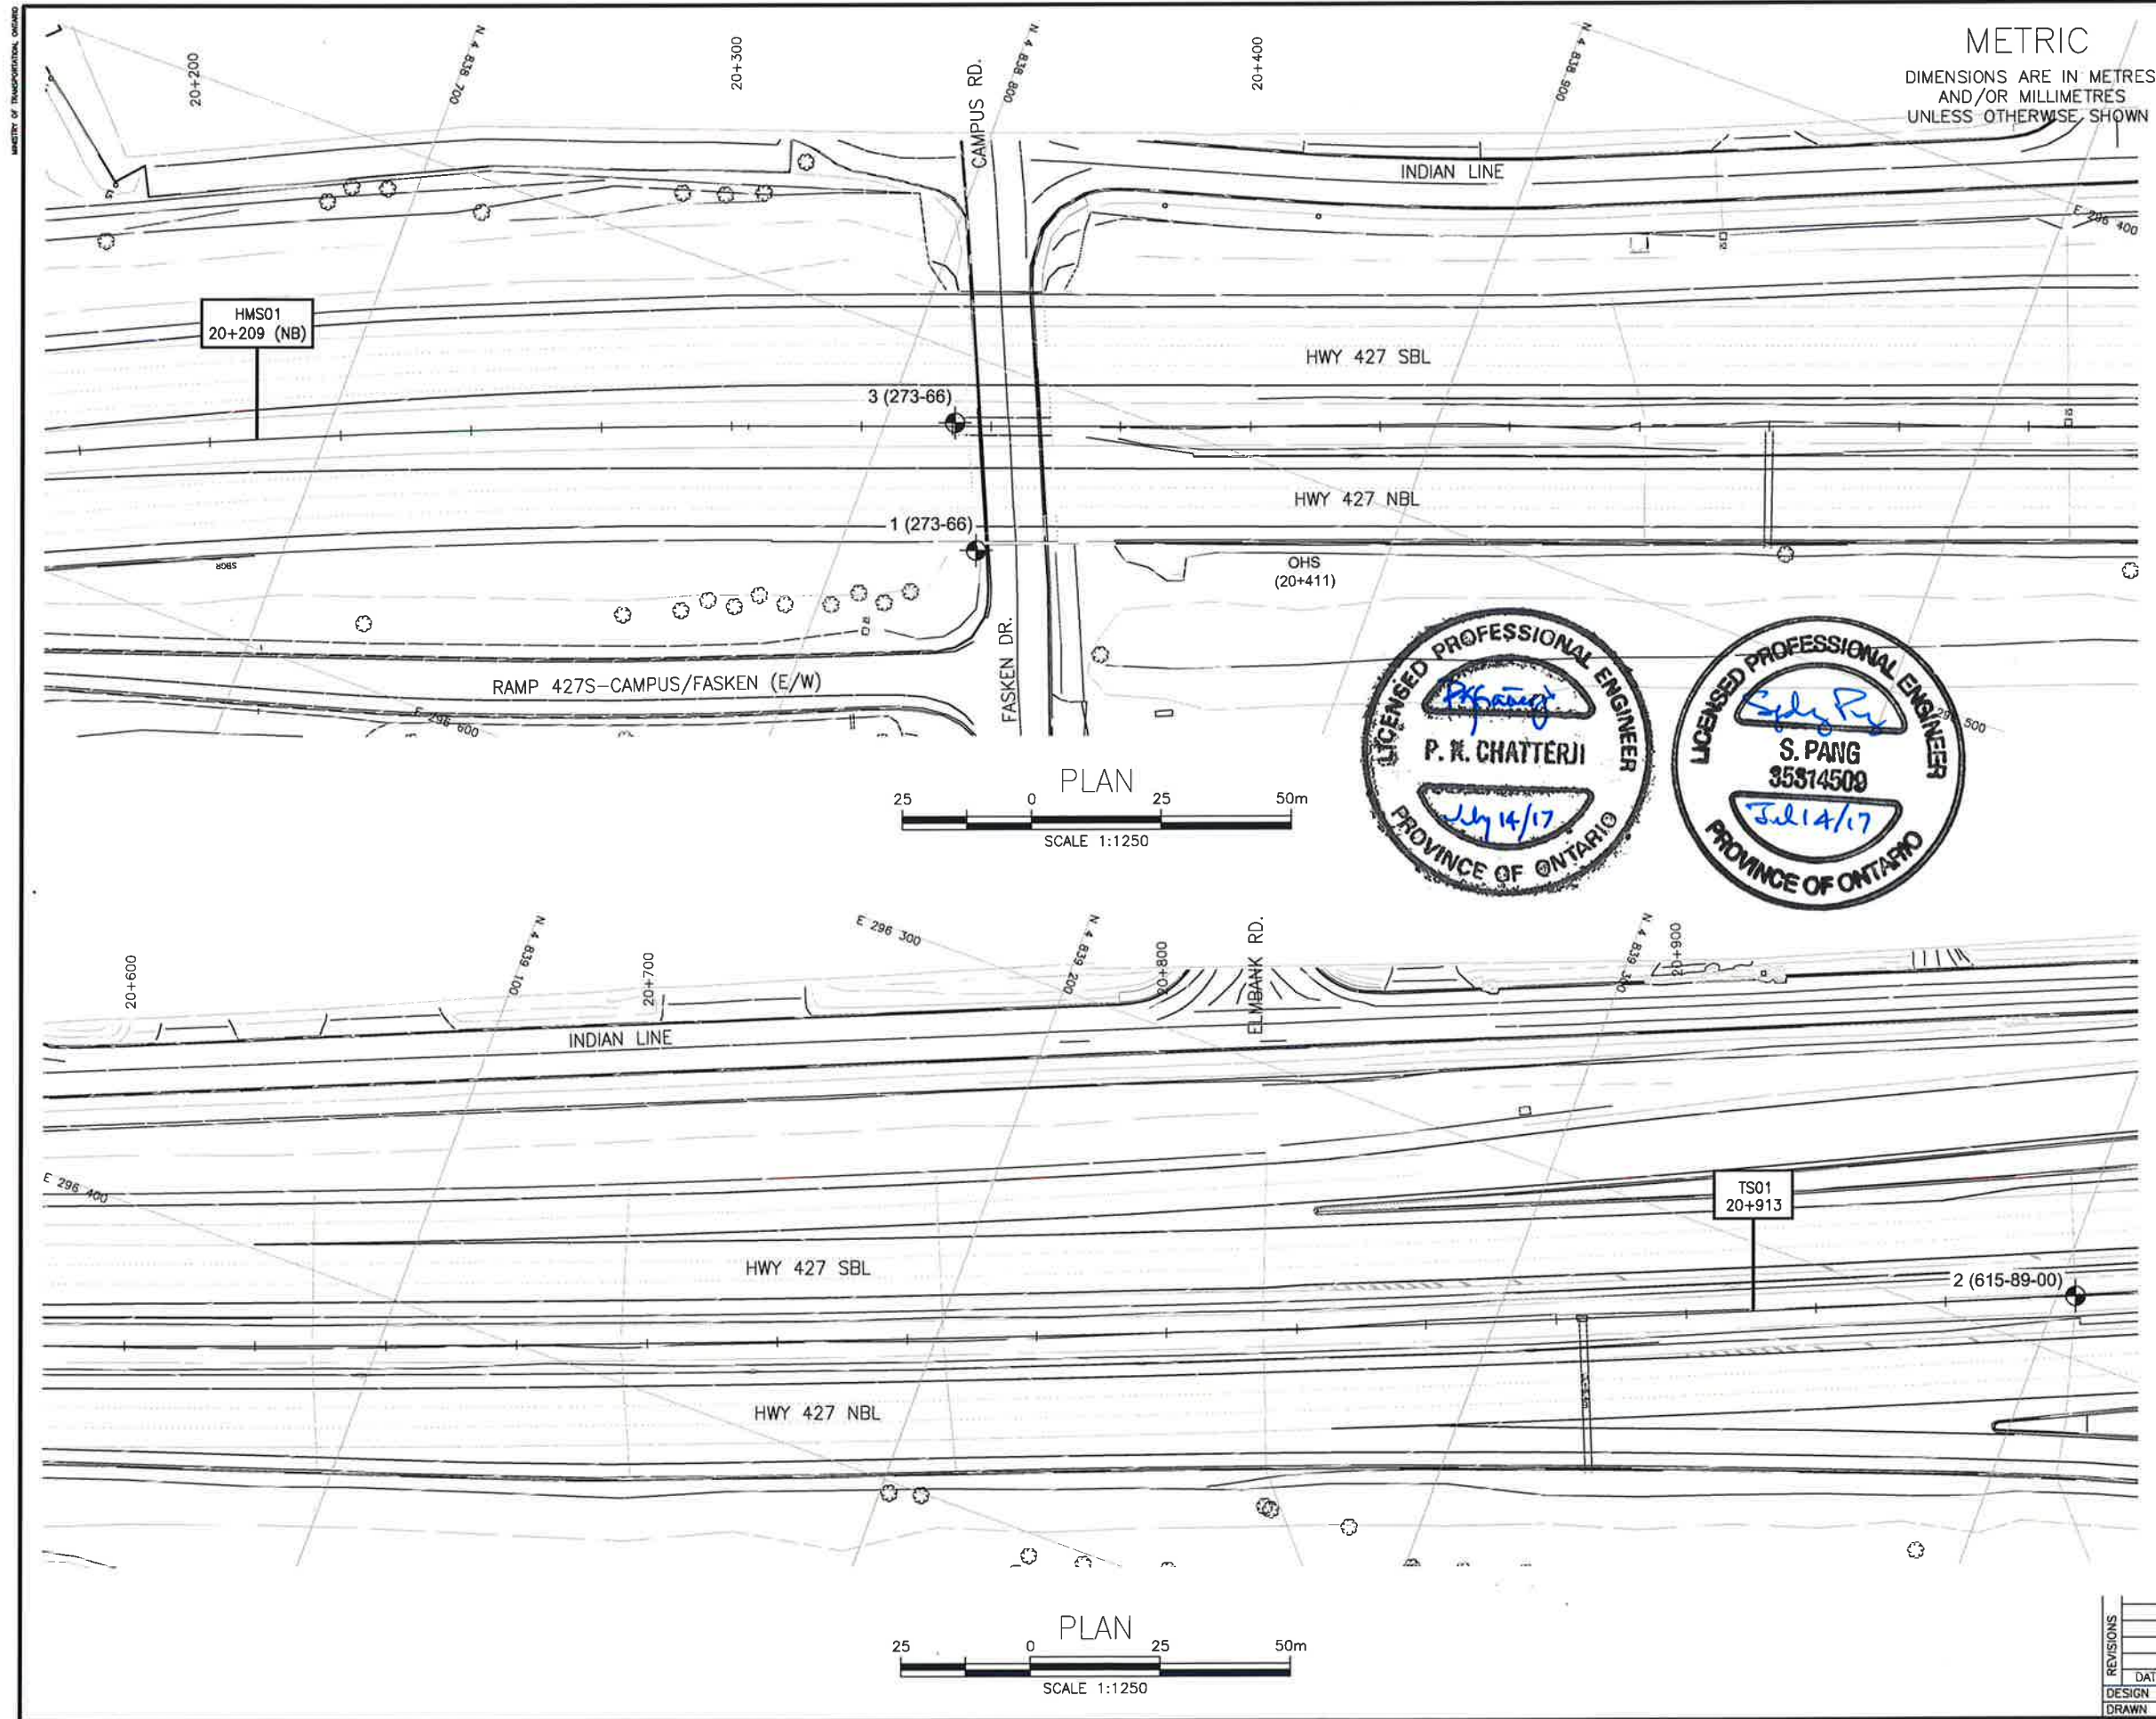 MINISTRY OF TRANSPORTATION, ONTARIO
METRIC
DIMENSIONS ARE IN METRES
AND/OR MILLIMETRES
UNLESS OTHERWISE SHOWN
20+200
N 4 838 700
20+300
CAMPUS RD.
N 4 838 800
20+400
N 4 838 900
INDIAN LINE
E 296 400
HMS01
20+209 (NB)
HWY 427 SBL
3 (273-66)
HWY 427 NBL
1 (273-66)
SBGR
OHS
(20+411)
FASKEN DR.
RAMP 427S-CAMPUS/FASKEN (E/W)
E 296 600
500
LICENSED PROFESSIONAL ENGINEER
P. K. CHATTERJI
July 14/17
PROVINCE OF ONTARIO
LICENSED PROFESSIONAL ENGINEER
S. PANG
35314509
Jul 14/17
PROVINCE OF ONTARIO
PLAN
25 0 25 50m
SCALE 1:1250
20+600
N 4 839 100
20+700
E 296 300
N 4 839 200
20+800
ELMBANK RD.
N 4 839 300
20+900
INDIAN LINE
E 296 400
TS01
20+913
HWY 427 SBL
2 (615-89-00)
HWY 427 NBL
PLAN
25 0 25 50m
SCALE 1:1250
REVISIONS
DAT
DESIGN
DRAWN